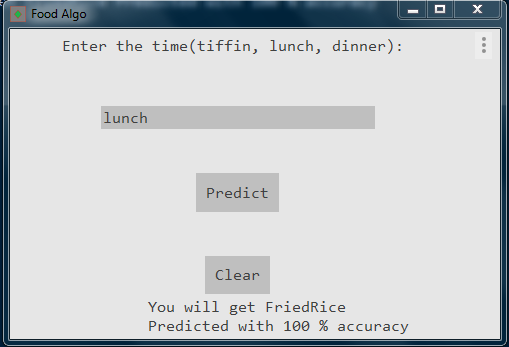 Food Algo
Enter the time(tiffin, lunch, dinner):
lunch
Predict
Clear
You will get FriedRice
Predicted with 100 % accuracy